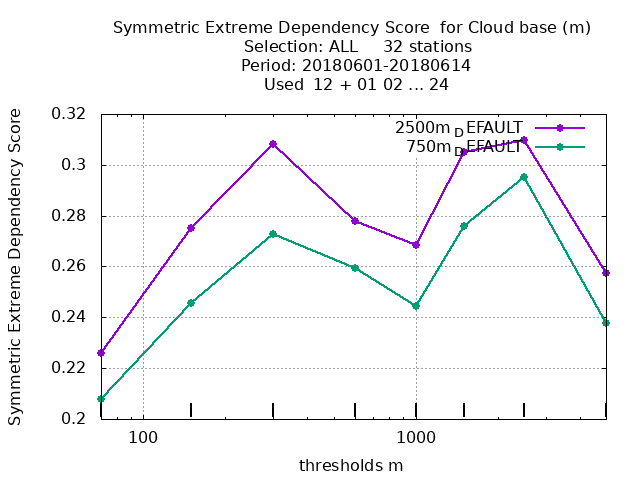 Symmetric Extreme Dependency Score for Cloud base (m)
Selection: ALL 32 stations
Period: 20180601-20180614
Used 12 + 01 02 ... 24
2500m DEFAULT
750m DEFAULT
Symmetric Extreme Dependency Score
0.32
0.3
0.28
0.26
0.24
0.22
0.2
100 1000
thresholds m